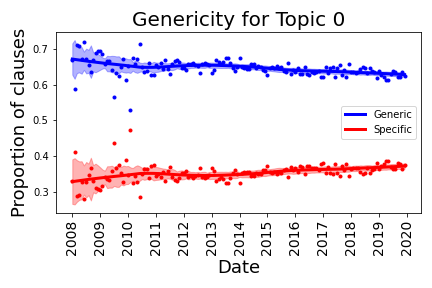 Genericity for Topic 0
Proportion of clauses
0.7
0.6
0.5
0.4
0.3
Generic
Specific
2008 2009 2010 2011 2012 2013 2014 2015 2016 2017 2018 2019 2020
Date